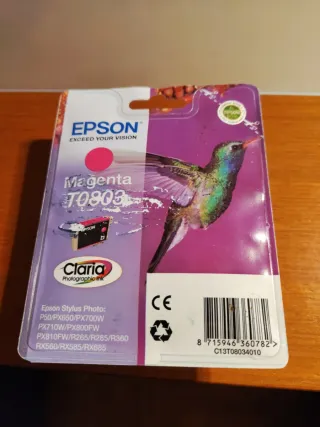 EPSON
EXCEED YOUR VISION
Magenta
T0803
Claria
Photographic Ink
Epson Stylus Photo:
P50/PX650/PX700W
PX710W/PX800FW
PX810FW/R265/R285/R360
RX560/RX585/RX685
CE
8 715946 360782 >
C13T08034010